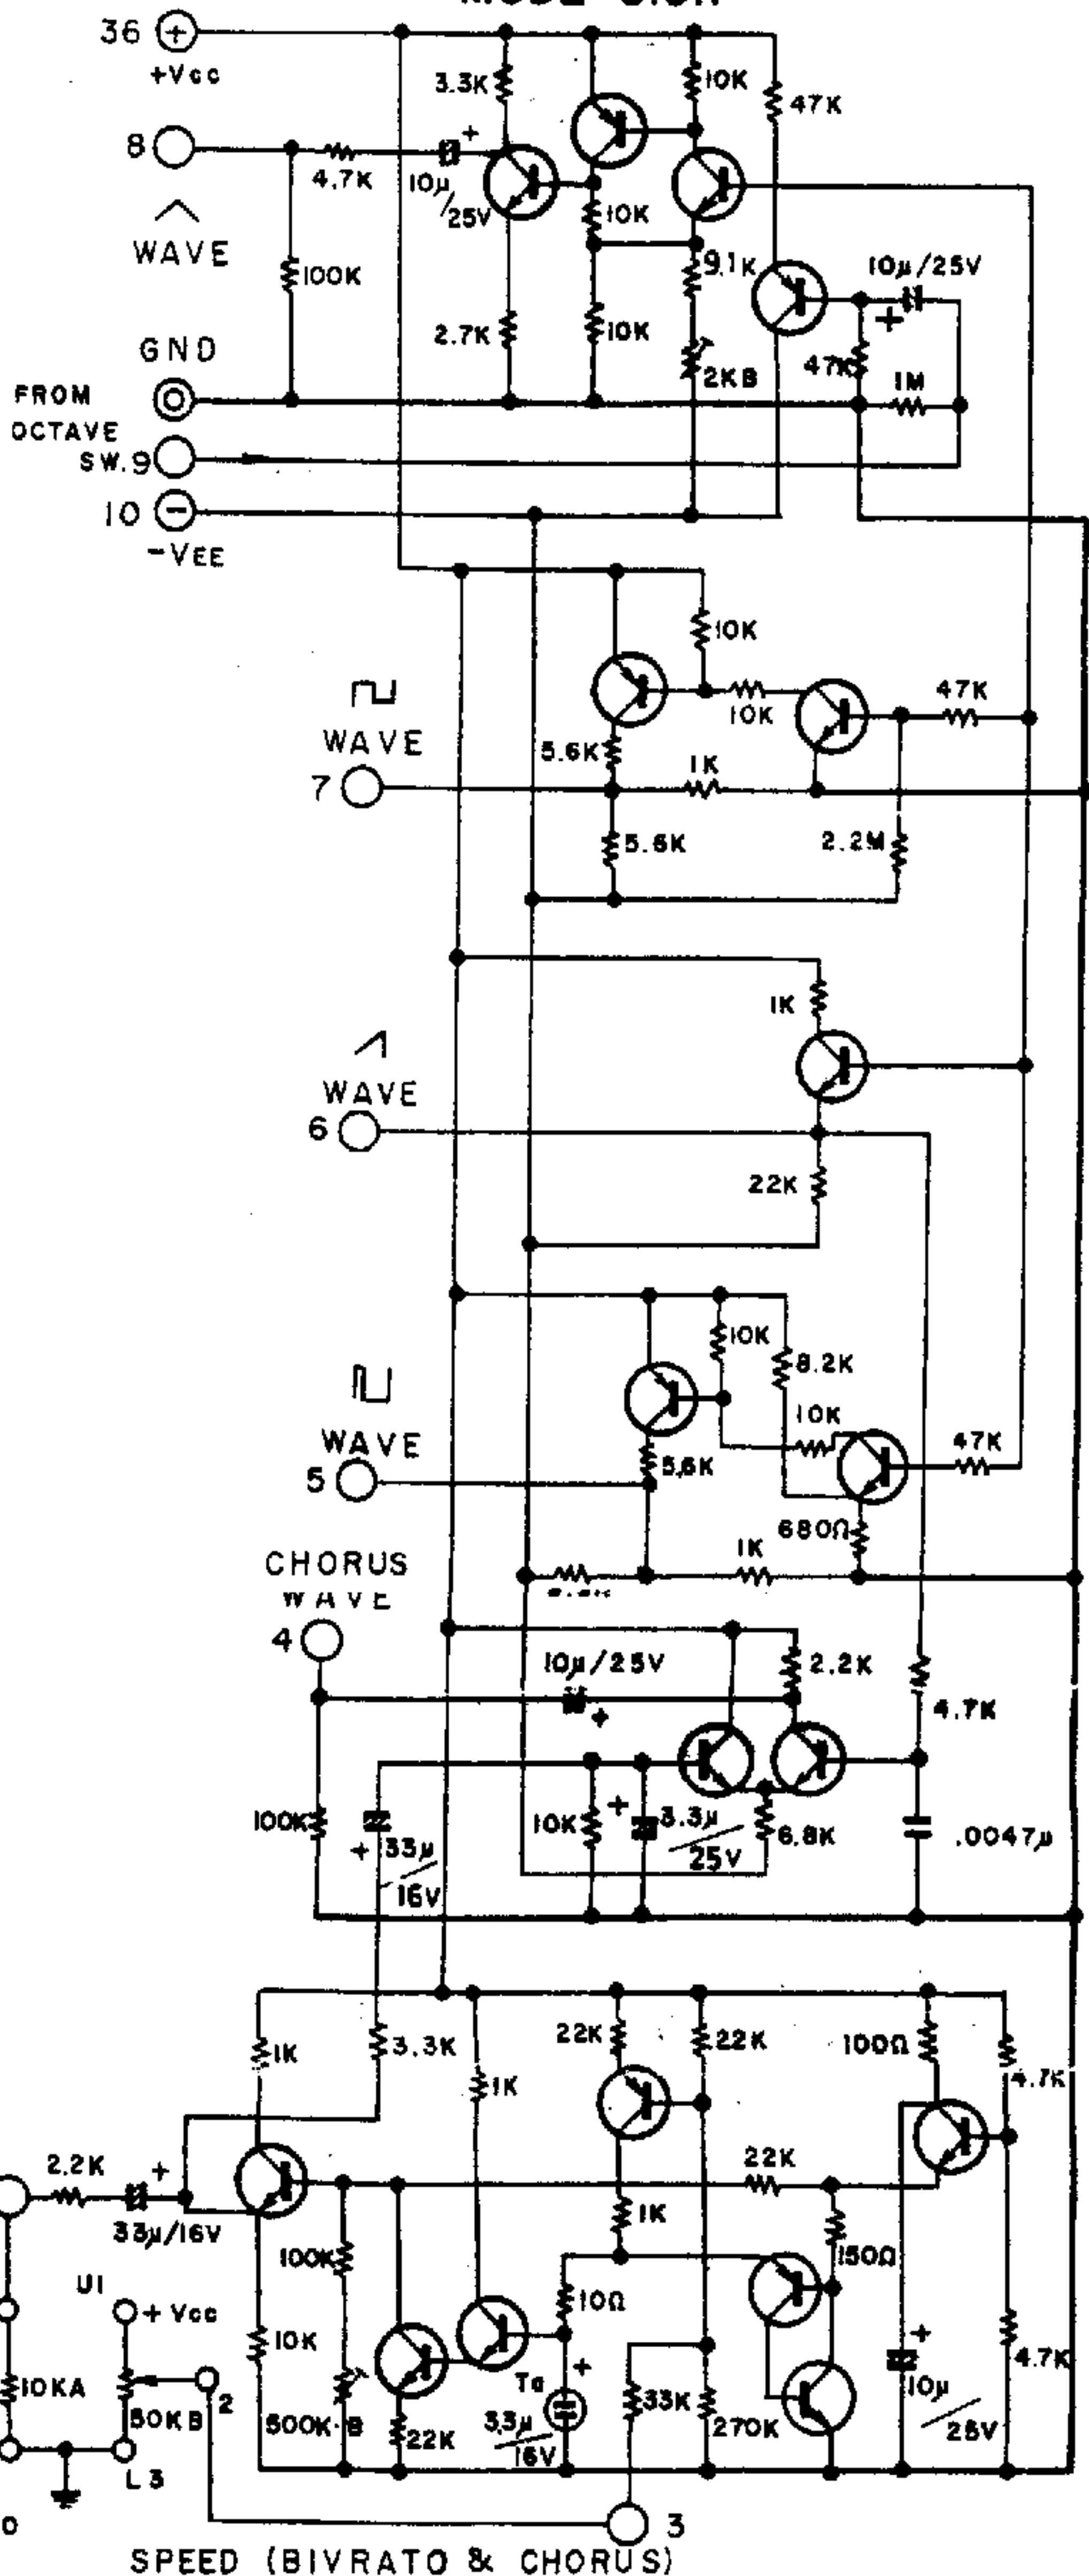 36 +
+Vcc
3.3K
10K
47K
8
4.7K
10µ/25V
+
WAVE
100K
10K
9.1K
10µ/25V
+
2.7K
10K
2KB
47K
1M
GND
FROM
OCTAVE
SW.9
10 -
-VEE
10K
10K
47K
WAVE
7
5.6K
1K
5.6K
2.2M
1K
WAVE
6
22K
10K
8.2K
10K
47K
WAVE
5
5.6K
680Ω
1K
CHORUS
WAVE
4
10µ/25V
+
2.2K
4.7K
100K
+
33µ/16V
10K
+
3.3µ/25V
6.8K
.0047µ
1K
3.3K
1K
22K
22K
100Ω
4.7K
2.2K
+
33µ/16V
22K
100K
1K
150Ω
U1
+ Vcc
10K
10Ω
Ta
+
3.3µ/16V
33K
270K
+
10µ/25V
4.7K
10KA
50KB
2
500K·B
22K
L3
3
SPEED (BIVRATO & CHORUS)